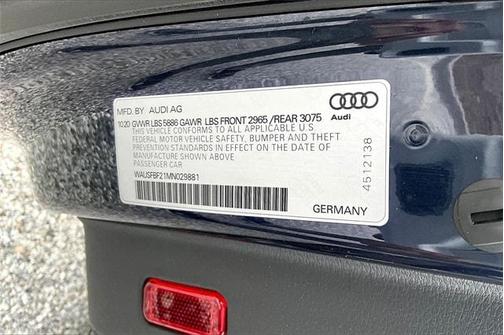 MFD. BY AUDI AG
Audi
10.20 GVWR LBS 5886 GAWR LBS FRONT 2965 /REAR 3075
THIS VEHICLE CONFORMS TO ALL APPLICABLE U.S.
FEDERAL MOTOR VEHICLE SAFETY, BUMPER AND THEFT
PREVENTION STANDARDS IN EFFECT ON THE DATE OF
MANUFACTURE SHOWN ABOVE
PASSENGER CAR
WAUSFBF21MN029881
4512138
GERMANY